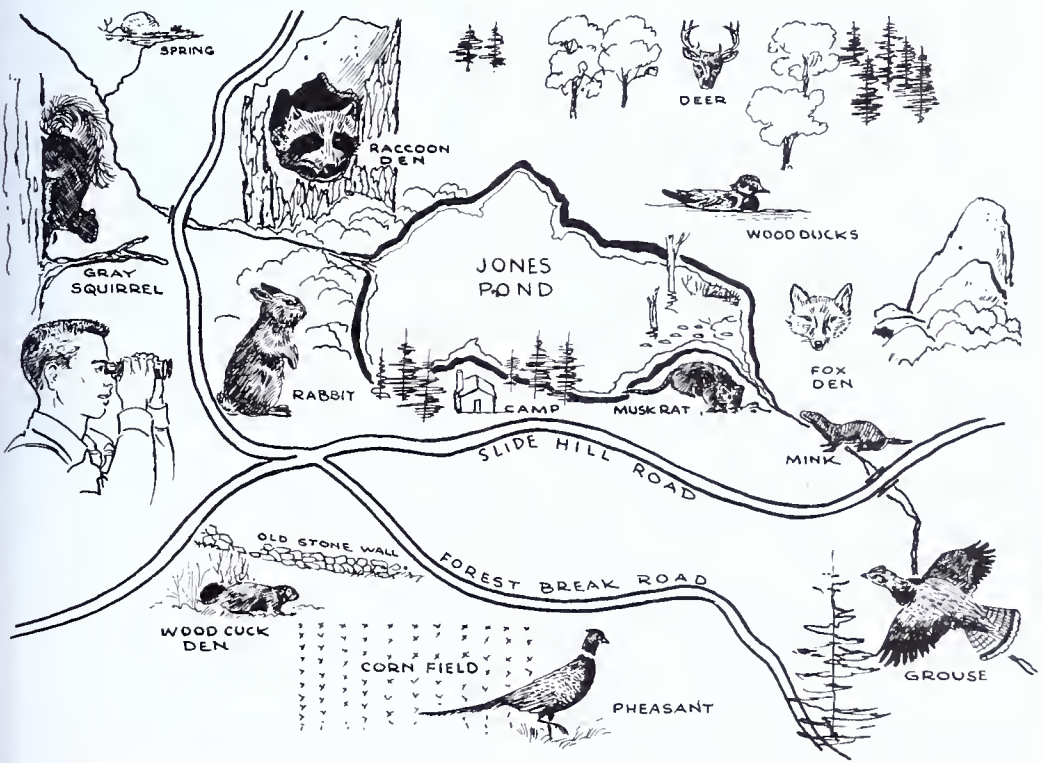 SPRING
DEER
RACCOON
DEN
WOOD DUCKS
GRAY
SQUIRREL
JONES
POND
FOX
DEN
RABBIT
CAMP
MUSKRAT
MINK
SLIDE HILL ROAD
OLD STONE WALL
FOREST BREAK ROAD
WOOD CUCK
DEN
CORN FIELD
GROUSE
PHEASANT